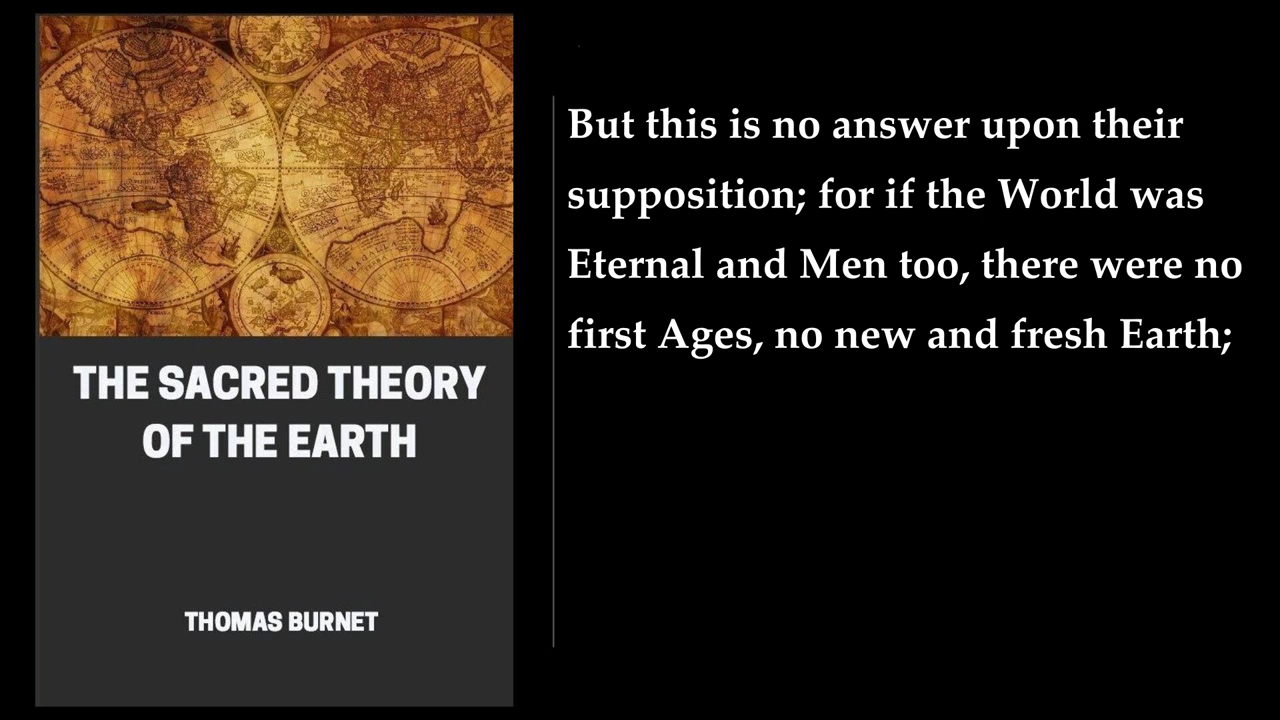 THE SACRED THEORY
OF THE EARTH
THOMAS BURNET
But this is no answer upon their
supposition; for if the World was
Eternal and Men too, there were no
first Ages, no new and fresh Earth;